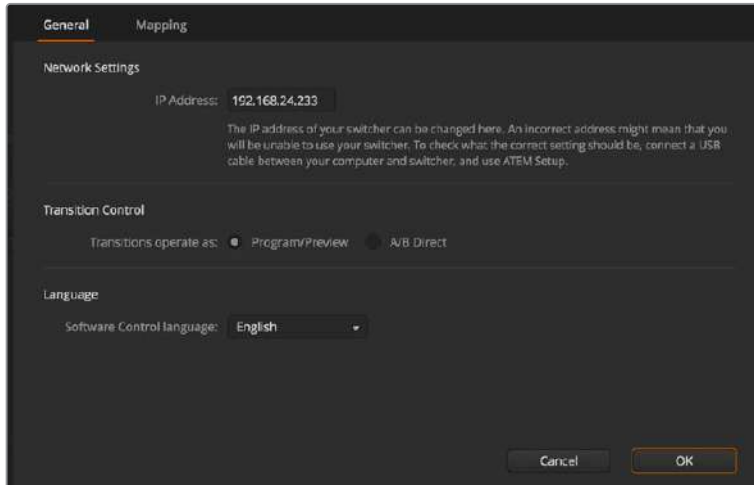 General Mapping
Network Settings
IP Address: 192.168.24.233
The IP address of your switcher can be changed here. An incorrect address might mean that you
will be unable to use your switcher. To check what the correct setting should be, connect a USB
cable between your computer and switcher, and use ATEM Setup.
Transition Control
Transitions operate as: Program/Preview A/B Direct
Language
Software Control language: English
Cancel OK